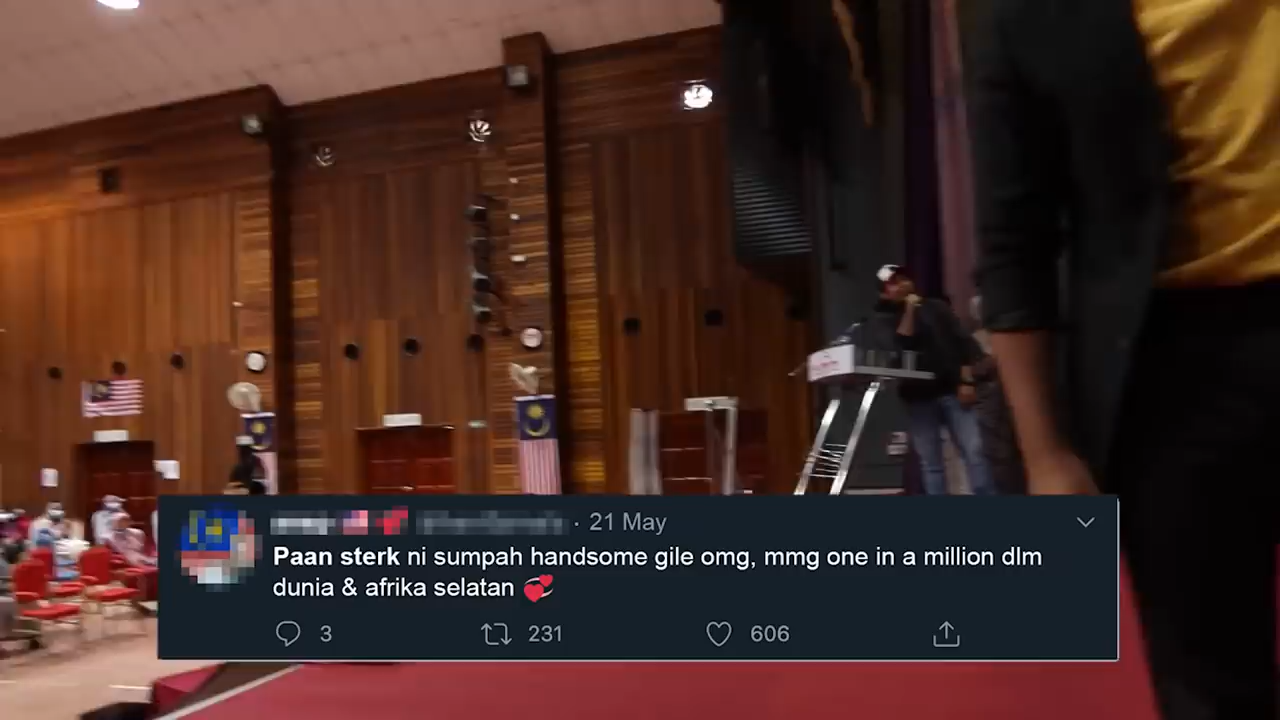 · 21 May
Paan sterk ni sumpah handsome gile omg, mmg one in a million dlm
dunia & afrika selatan 💞
3 231 606